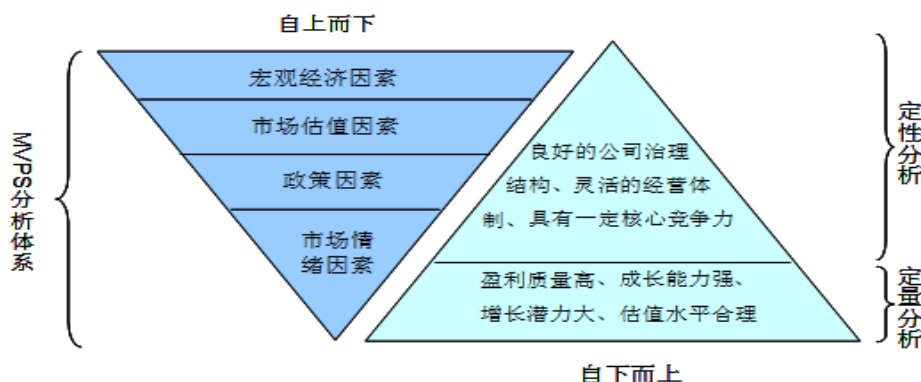 自上而下
MVPS分析体系
宏观经济因素
市场估值因素
政策因素
市场情
绪因素
良好的公司治理
结构、灵活的经营体
制、具有一定核心竞争力
盈利质量高、成长能力强、
增长潜力大、估值水平合理
定性分析
定量分析
自下而上